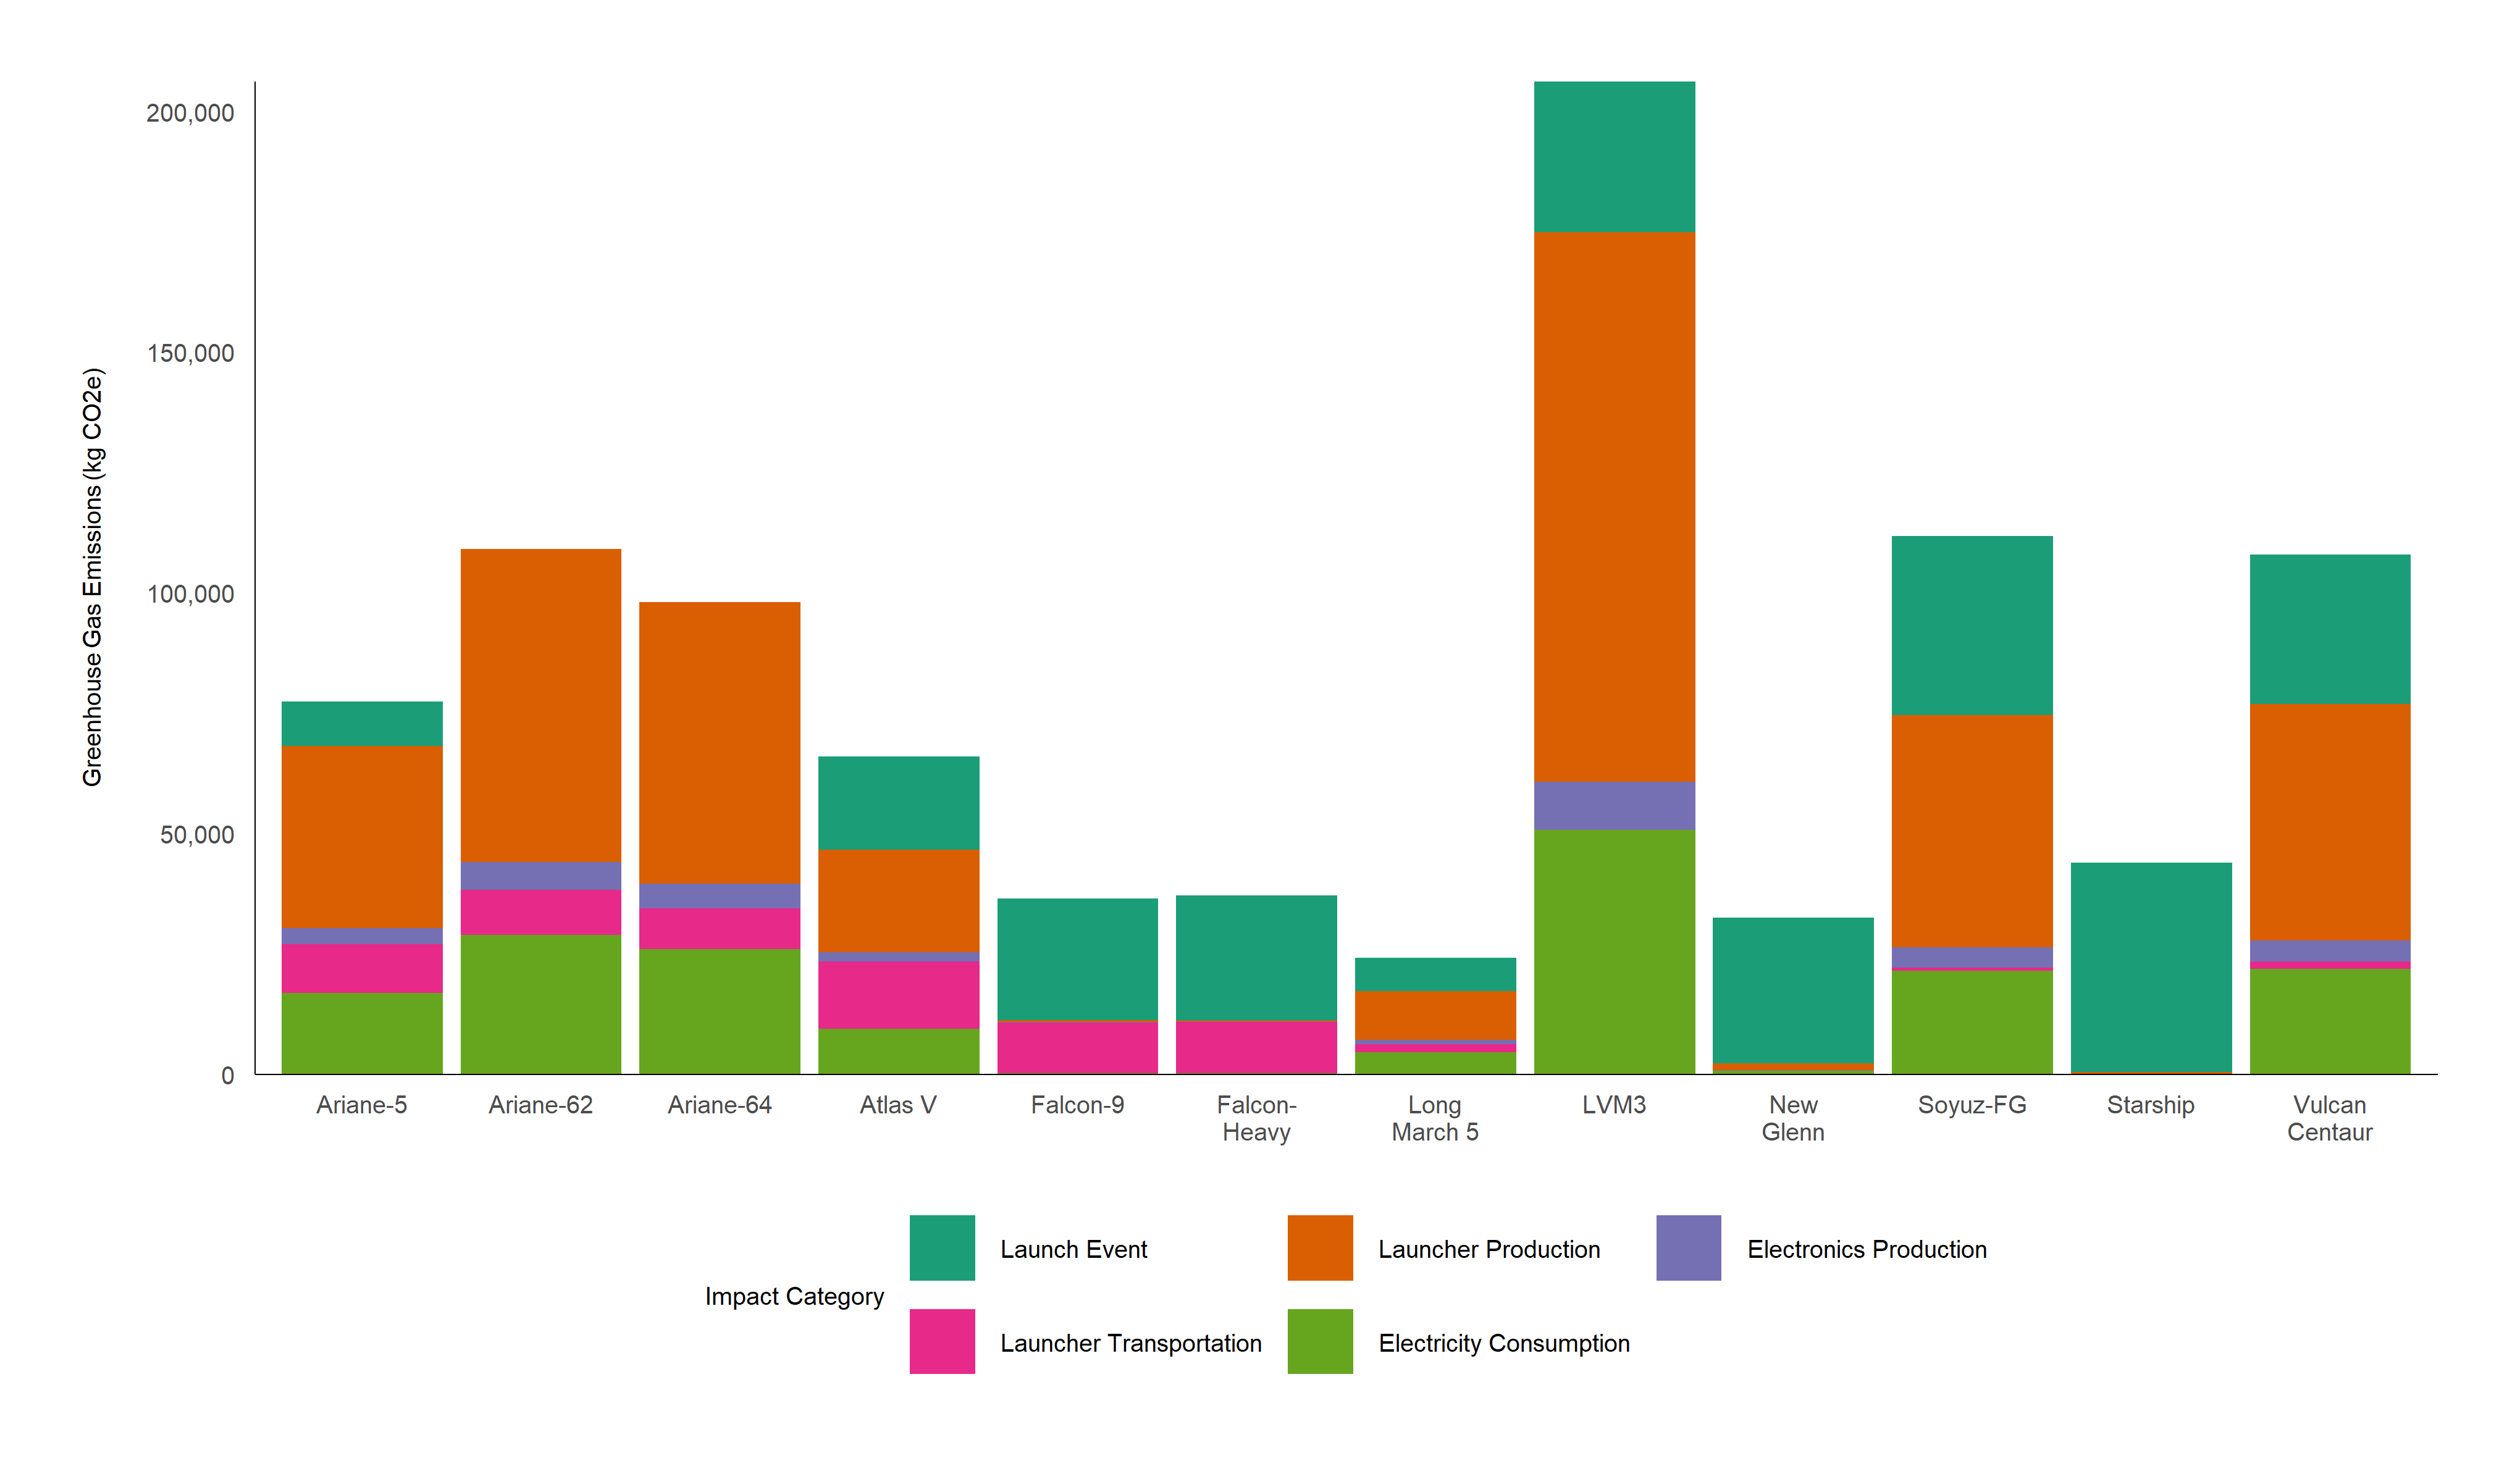 200,000
150,000
100,000
50,000
0
Greenhouse Gas Emissions (kg CO2e)
Ariane-5
Ariane-62
Ariane-64
Atlas V
Falcon-9
Falcon-
Heavy
Long
March 5
LVM3
New
Glenn
Soyuz-FG
Starship
Vulcan
Centaur
Impact Category
Launch Event
Launcher Production
Electronics Production
Launcher Transportation
Electricity Consumption